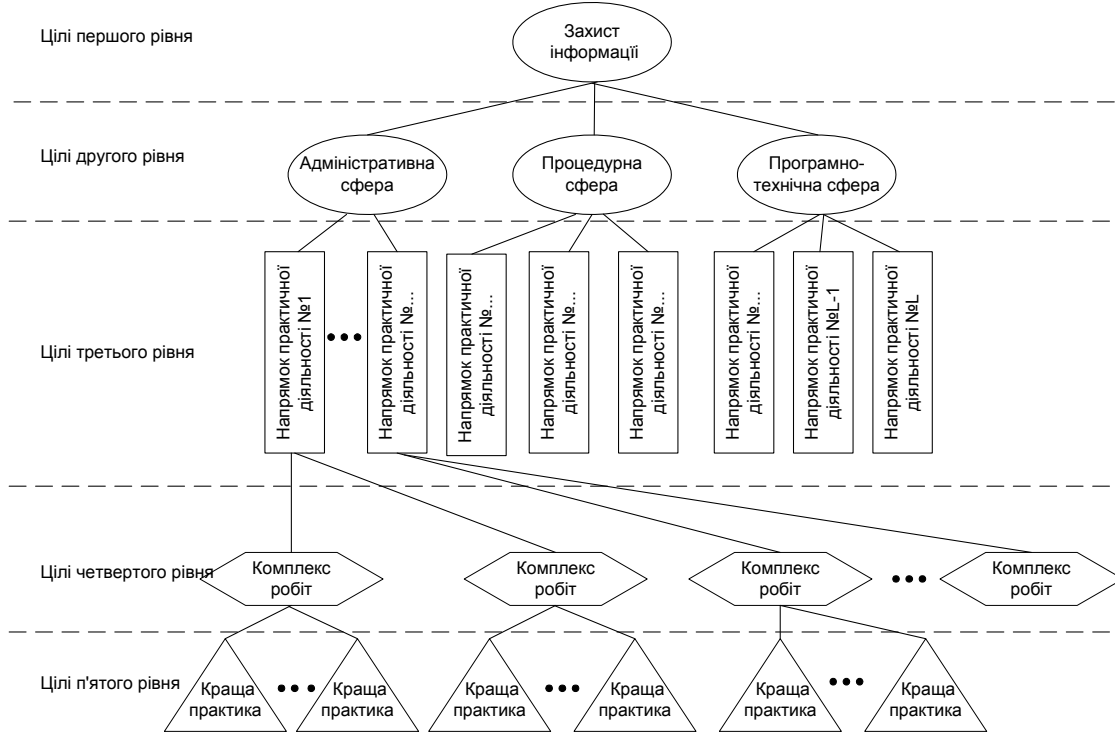 Цілі першого рівня
Захист
інформації
Цілі другого рівня
Адміністративна
сфера
Процедурна
сфера
Програмно-
технічна сфера
Цілі третього рівня
Напрямок практичної
діяльності №1
Напрямок практичної
діяльності №...
Напрямок практичної
діяльності №...
Напрямок практичної
діяльності №...
Напрямок практичної
діяльності №...
Напрямок практичної
діяльності №...
Напрямок практичної
діяльності №L-1
Напрямок практичної
діяльності №L
Цілі четвертого рівня
Комплекс
робіт
Комплекс
робіт
Комплекс
робіт
Комплекс
робіт
Цілі п'ятого рівня
Краща
практика
Краща
практика
Краща
практика
Краща
практика
Краща
практика
Краща
практика